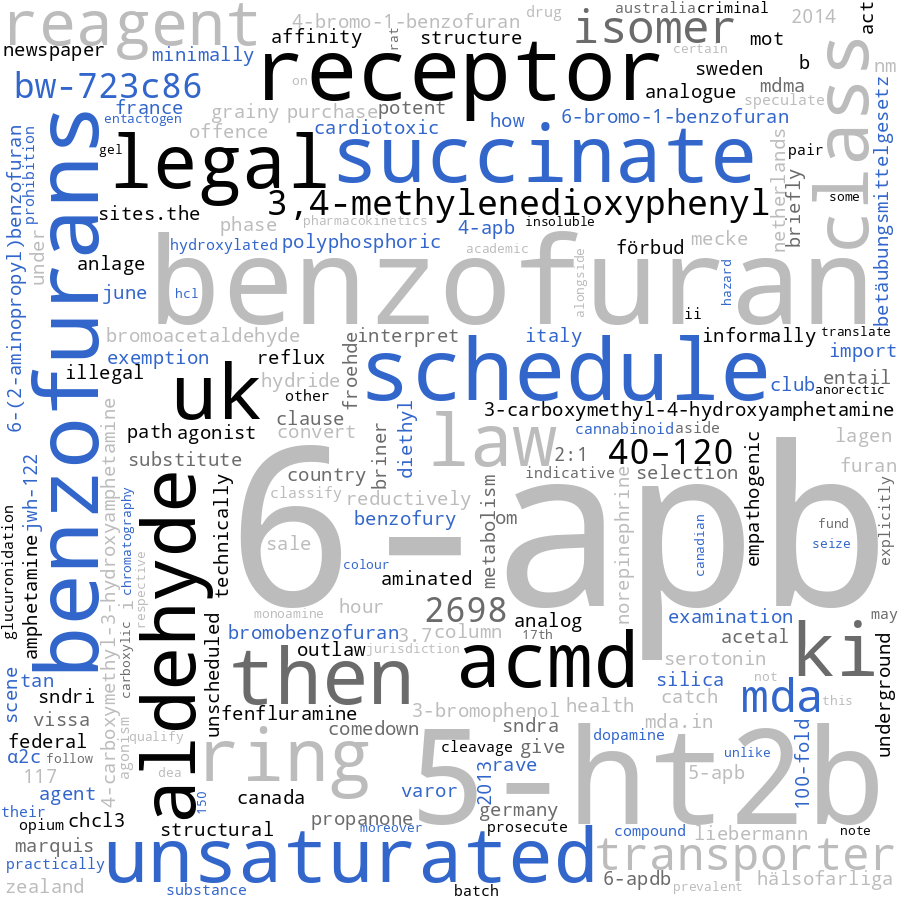 reagent
4-bromo-1-benzofuran
drug
isomer
australia
criminal
2014
act
newspaper
minimally
affinity
rat
structure
receptor
certain
mot
b
nm
bw-723c86
on
sweden
analogue
mdma
speculate
class
france
entactogen
grainy
purchase
potent
how
6-bromo-1-benzofuran
offence
cardiotoxic
benzofurans
6-(2-aminopropyl)benzofuran
prohibition
gel
legal
succinate
netherlands
pair
briefly
betäubungsmittelgesetz
3,4-methylenedioxyphenyl
some
sites.the
phase
pharmacokinetics
4-apb
insoluble
under
hydroxylated
polyphosphoric
academic
alongside
förbud
mecke
benzofuran
anlage
june
hcl
hazard
ii
bromoacetaldehyde
froehde
interpret
italy
informally
translate
exemption
reflux
schedule
import
illegal
uk
hydride
other
club
entail
anorectic
clause
3-carboxymethyl-4-hydroxyamphetamine
path
agonist
convert
briner
diethyl
law
cannabinoid
aside
lagen
substitute
2:1
40–120
empathogenic
furan
country
6-apb
indicative
selection
jwh-122
4-carboxymethyl-3-hydroxyamphetamine
chromatography
aldehyde
technically
classify
reductively
metabolism
norepinephrine
explicitly
glucuronidation
amphetamine
benzofury
om
canadian
fund
seize
sale
colour
aminated
respective
carboxylic
i
monoamine
hour
2698
analog
examination
may
bromobenzofuran
3.7
column
17th
acetal
ki
underground
unscheduled
outlaw
jurisdiction
acmd
serotonin
scene
tan
then
silica
not
sndri
catch
mda
this
vissa
fenfluramine
3-bromophenol
health
mda.in
federal
agonism
qualify
comedown
sndra
dopamine
α2c
follow
ring
5-ht2b
cleavage
give
unlike
100-fold
117
dea
rave
5-apb
agent
150
canada
varor
2013
germany
their
opium
chcl3
structural
propanone
moreover
prosecute
compound
liebermann
note
marquis
practically
unsaturated
transporter
zealand
substance
batch
6-apdb
prevalent
hälsofarliga